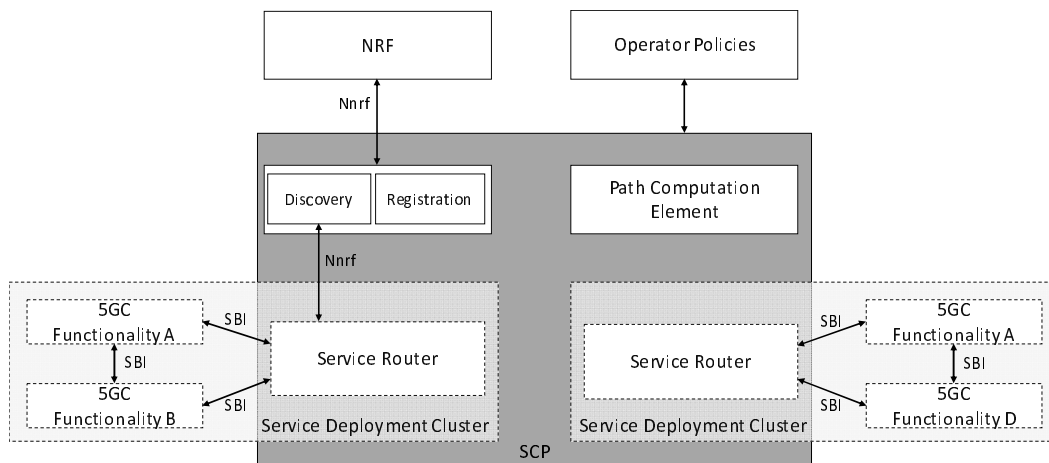 NRF
Operator Policies
Nnrf
Discovery
Registration
Path Computation
Element
Nnrf
5GC
Functionality A
SBI
SBI
5GC
Functionality B
SBI
Service Router
Service Deployment Cluster
Service Router
Service Deployment Cluster
SBI
5GC
Functionality A
SBI
SBI
5GC
Functionality D
SCP